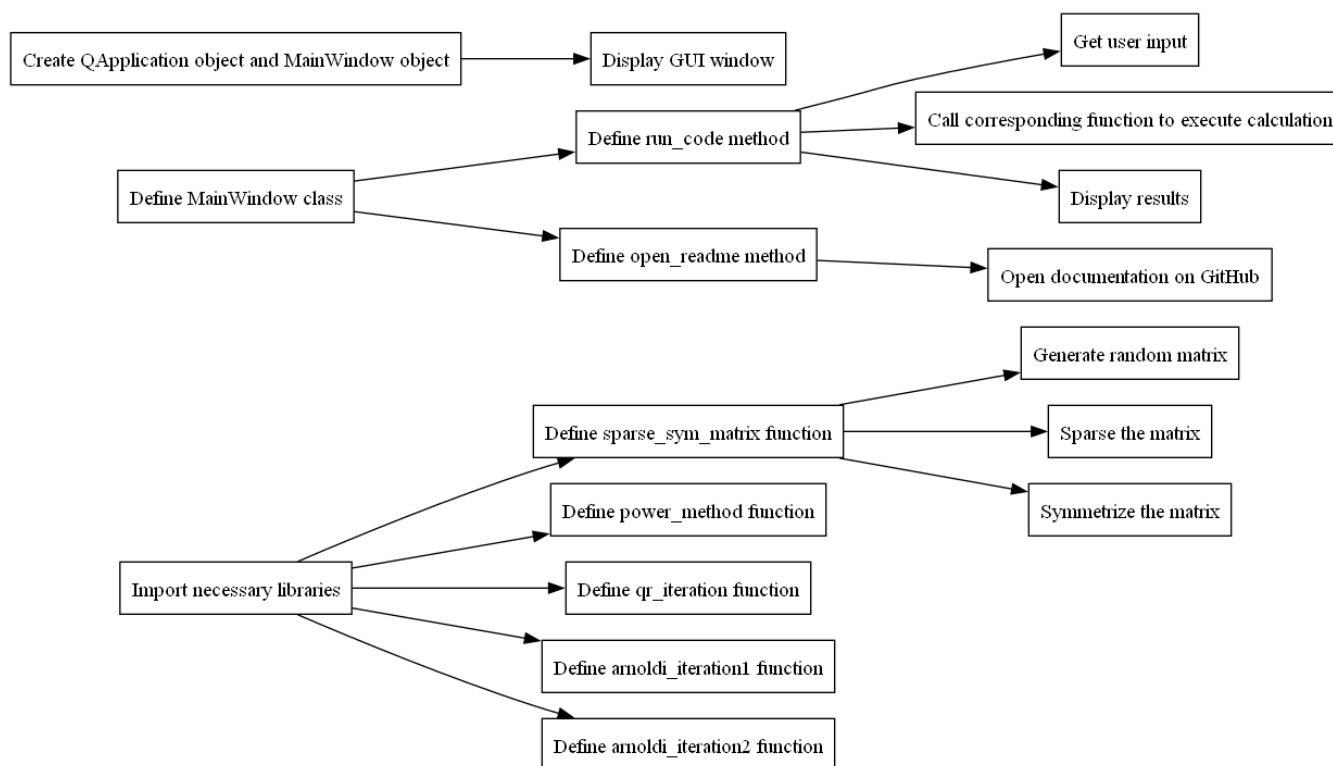 Create QApplication object and MainWindow object
Display GUI window
Get user input
Define run_code method
Call corresponding function to execute calculation
Define MainWindow class
Display results
Define open_readme method
Open documentation on GitHub
Generate random matrix
Define sparse_sym_matrix function
Sparse the matrix
Define power_method function
Symmetrize the matrix
Import necessary libraries
Define qr_iteration function
Define arnoldi_iteration1 function
Define arnoldi_iteration2 function